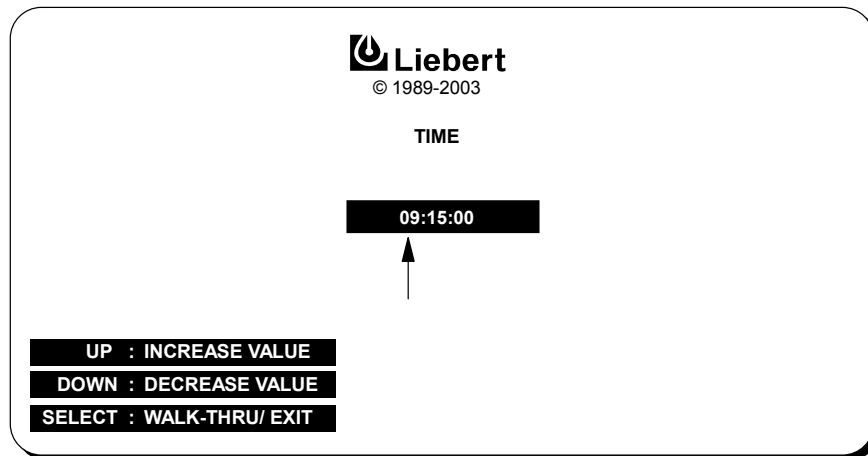 Liebert
© 1989-2003
TIME
09:15:00
UP : INCREASE VALUE
DOWN : DECREASE VALUE
SELECT : WALK-THRU/ EXIT